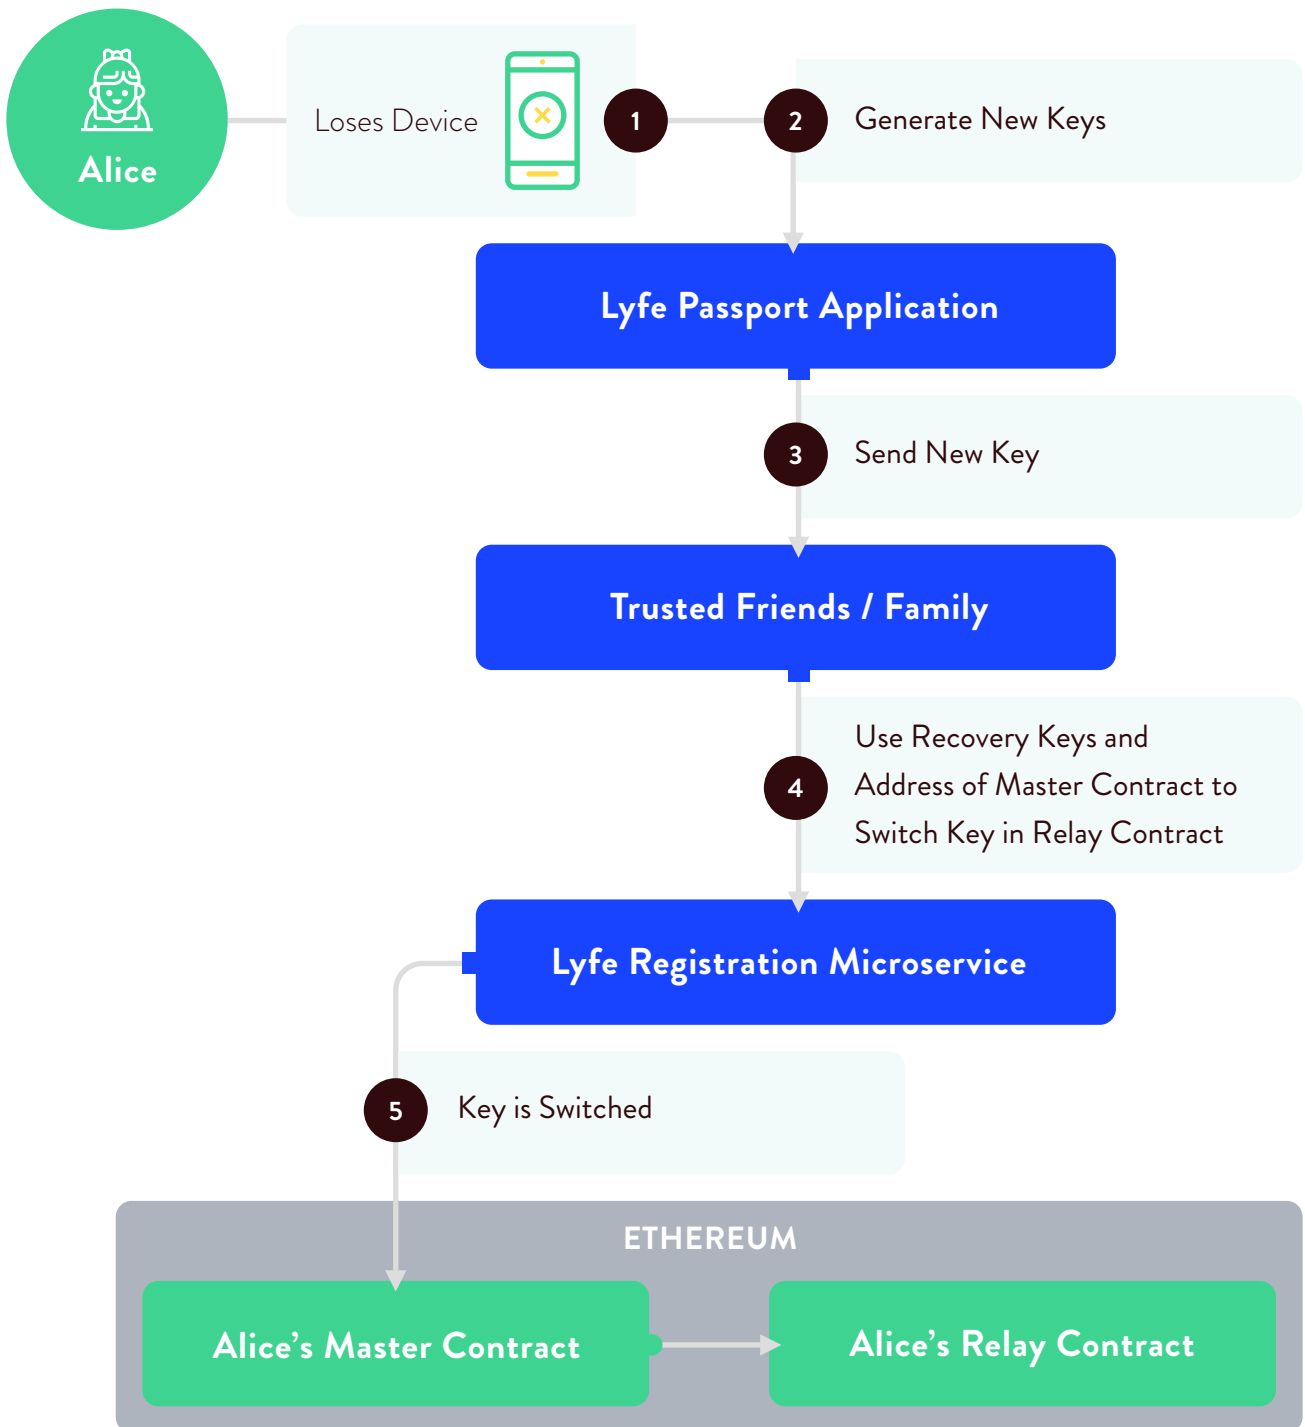 Alice
Loses Device
1
2
Generate New Keys
Lyfe Passport Application
3
Send New Key
Trusted Friends / Family
4
Use Recovery Keys and
Address of Master Contract to
Switch Key in Relay Contract
Lyfe Registration Microservice
5
Key is Switched
ETHEREUM
Alice’s Master Contract
Alice’s Relay Contract